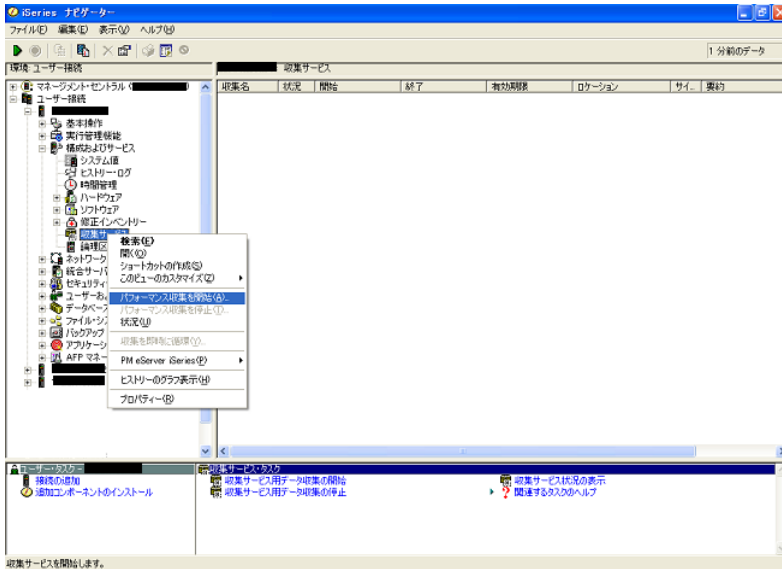 iSeries ナビゲーター
ファイル(F) 編集(E) 表示(V) ヘルプ(H)
1 分前のデータ
環境: ユーザー接続
収集サービス
収集名 状況 開始 終了 有効期限 ロケーション サイ... 要約
マネージメント・セントラル (
ユーザー接続
基本操作
実行管理機能
構成およびサービス
システム値
ヒストリー・ログ
時間管理
ハードウェア
ソフトウェア
修正インベントリー
収集サービス
論理区
ネットワーク
統合サーバ
セキュリティ
ユーザーお
データベース
ファイル・シ
バックアップ
アプリケーシ
AFP マネー
検索(E)
開く(O)
ショートカットの作成(S)
このビューのカスタマイズ(Z)
パフォーマンス収集を開始(A)...
パフォーマンス収集を停止(T)...
状況(U)
収集を即時に循環(Y)...
PM eServer iSeries(P)
ヒストリーのグラフ表示(H)
プロパティー(R)
ユーザー・タスク -
接続の追加
追加コンポーネントのインストール
収集サービス・タスク
収集サービス用データ収集の開始
収集サービス用データ収集の停止
収集サービス状況の表示
関連するタスクのヘルプ
収集サービスを開始します。